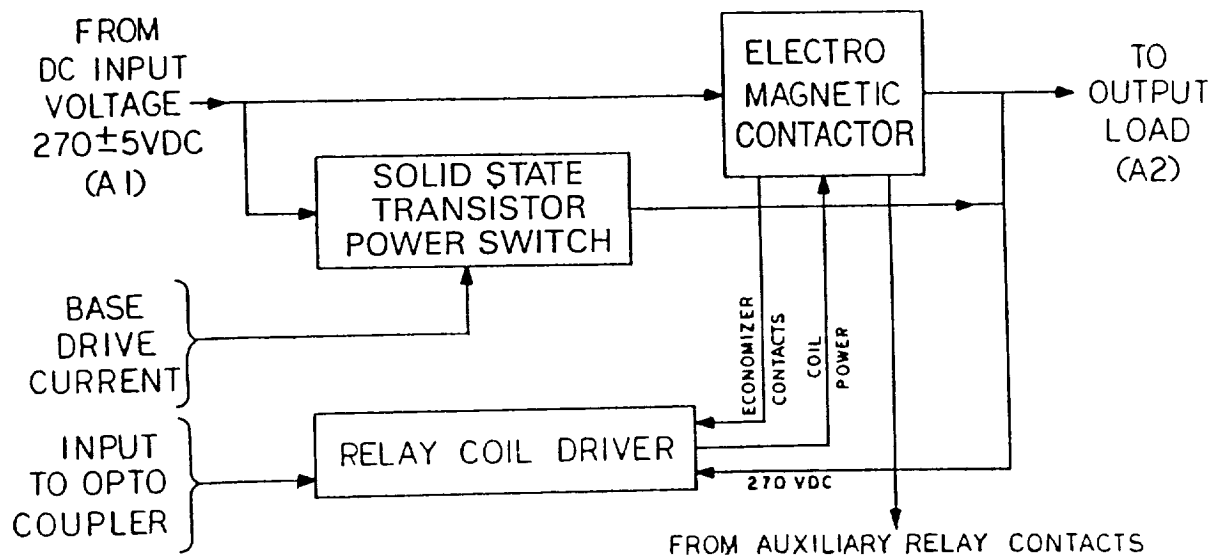 FROM
DC INPUT
VOLTAGE
270±5VDC
(A1)
ELECTRO
MAGNETIC
CONTACTOR
TO
OUTPUT
LOAD
(A2)
SOLID STATE
TRANSISTOR
POWER SWITCH
BASE
DRIVE
CURRENT
ECONOMIZER
CONTACTS
COIL
POWER
INPUT
TO OPTO
COUPLER
RELAY COIL DRIVER
270 VDC
FROM AUXILIARY RELAY CONTACTS